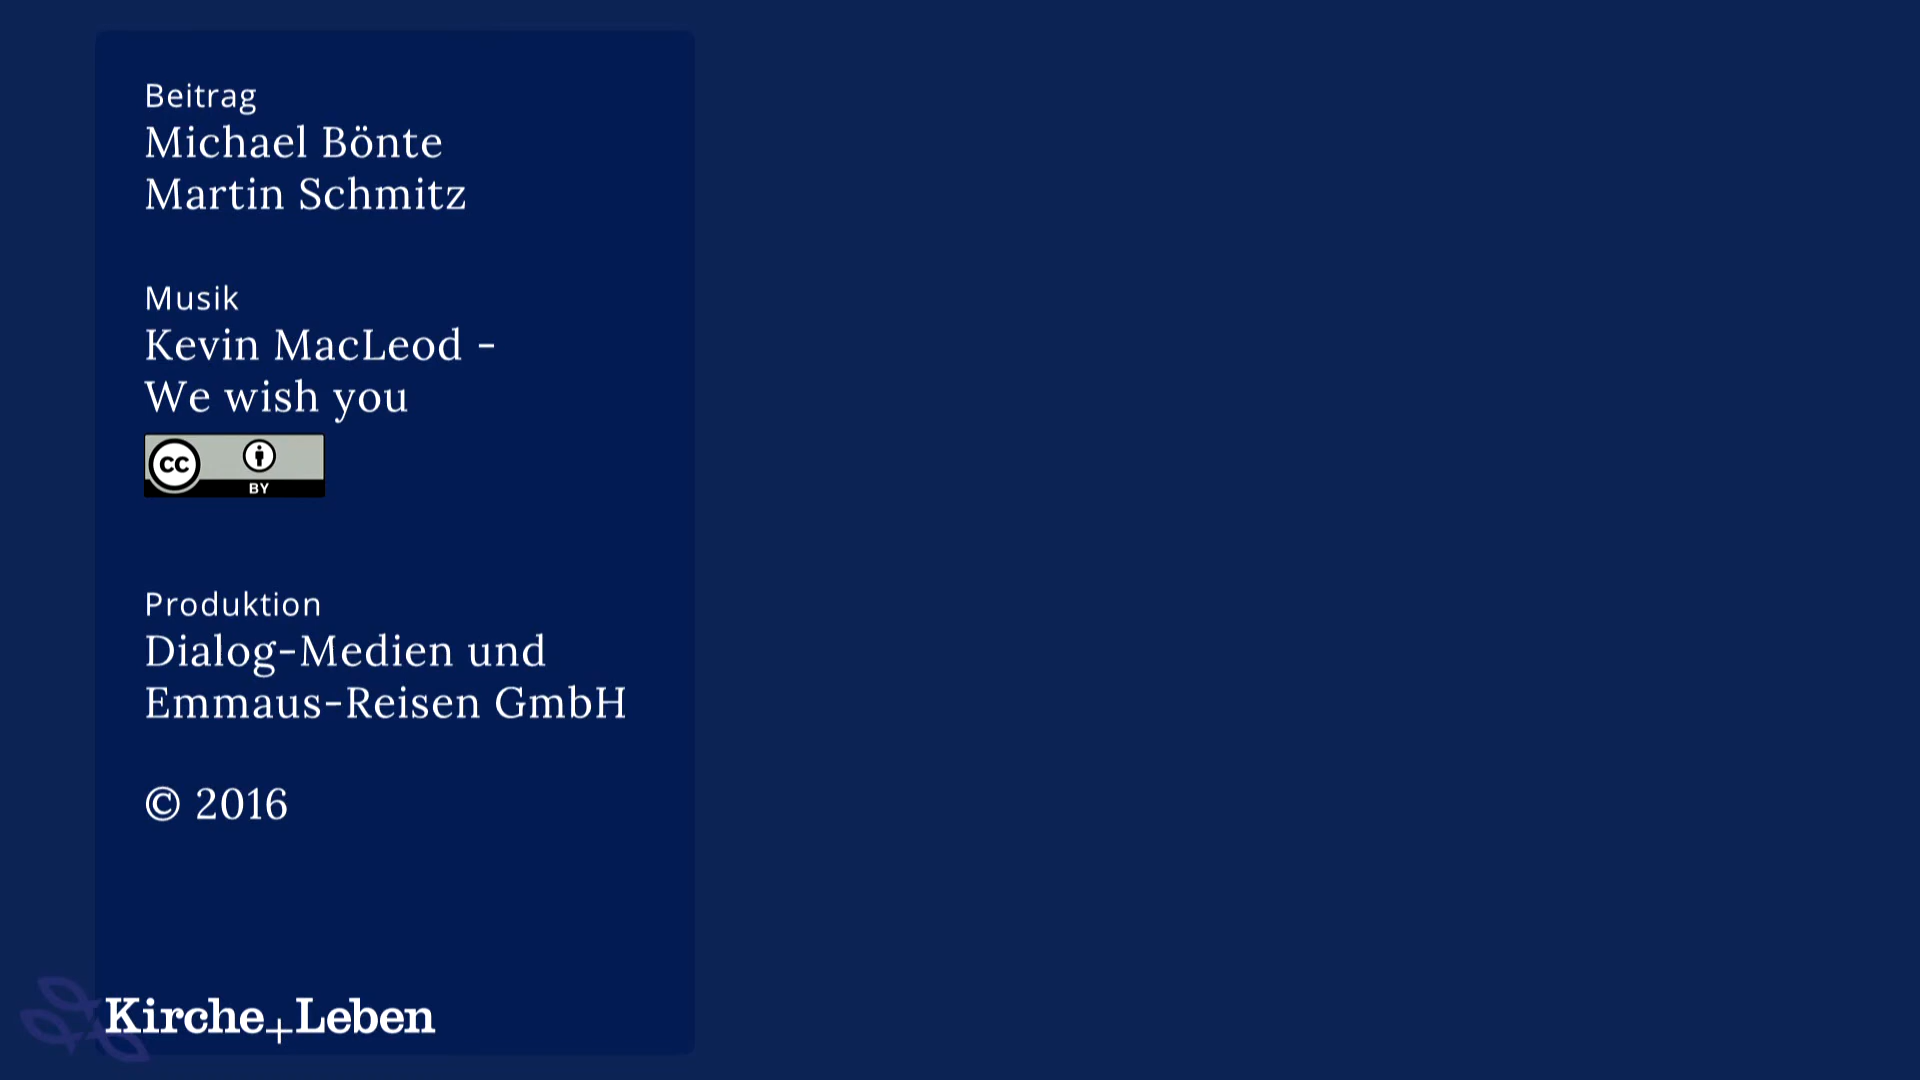 Beitrag
Michael Bönte
Martin Schmitz
Musik
Kevin MacLeod -
We wish you
CC
BY
Produktion
Dialog-Medien und
Emmaus-Reisen GmbH
© 2016
Kirche+Leben